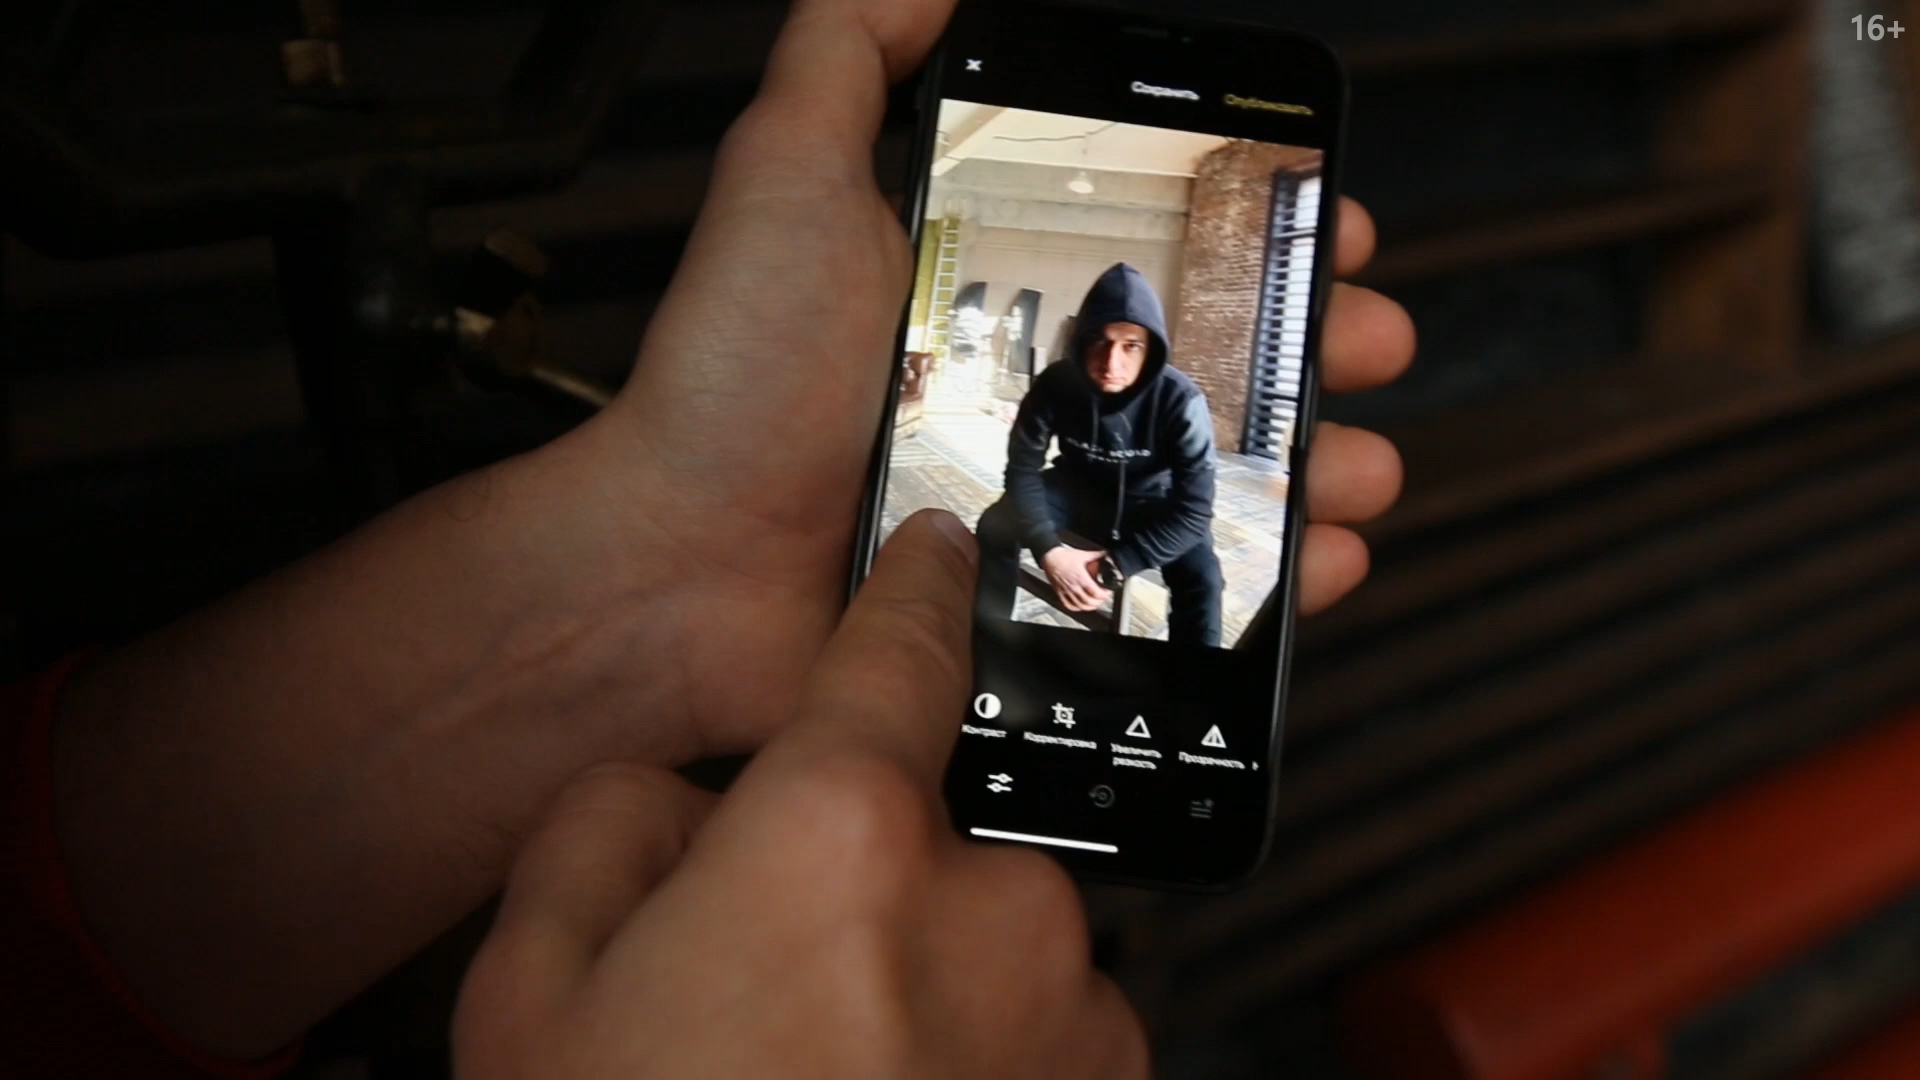 16+
Сохранить
Опубликовать
Контраст
Корректировка
Увеличить
резкость
Прозрачность